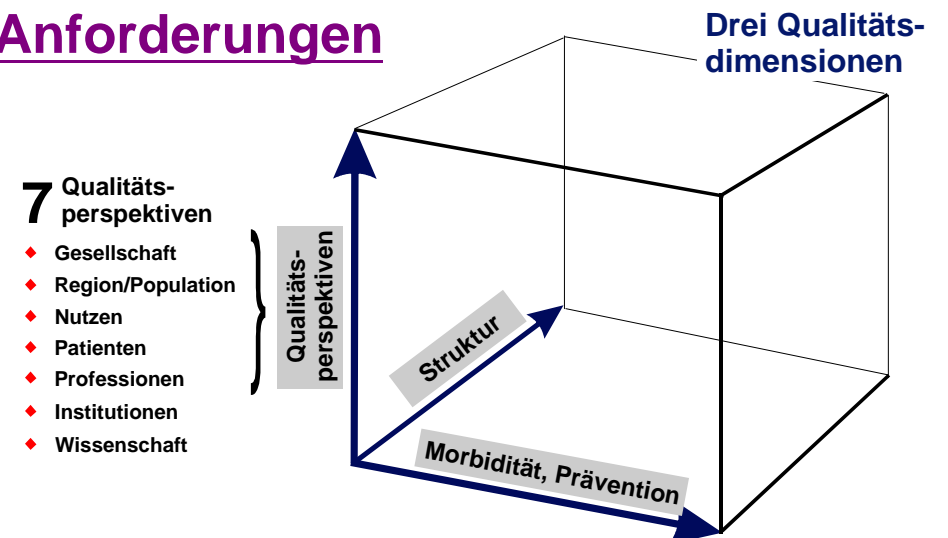 Anforderungen
Drei Qualitäts-
dimensionen
7 Qualitäts-
perspektiven
Gesellschaft
Region/Population
Nutzen
Patienten
Professionen
Institutionen
Wissenschaft
Qualitäts-
perspektiven
Struktur
Morbidität, Prävention